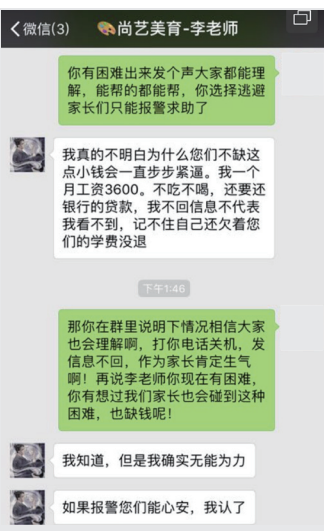 微信(3)
尚艺美育-李老师
你有困难出来发个声大家都能理
解，能帮的都能帮，你选择逃避
家长们只能报警求助了
我真的不明白为什么您们不缺这
点小钱会一直步步紧逼。我一个
月工资3600。不吃不喝，还要还
银行的贷款，我不回信息不代表
我看不到，记不住自己还欠着您
们的学费没退
下午1:46
那你在群里说明下情况相信大家
也会理解啊，打你电话关机，发
信息不回，作为家长肯定生气
啊！再说李老师你现在有困难，
你有想过我们家长也会碰到这种
困难，也缺钱呢！
我知道，但是我确实无能为力
如果报警您们能心安，我认了